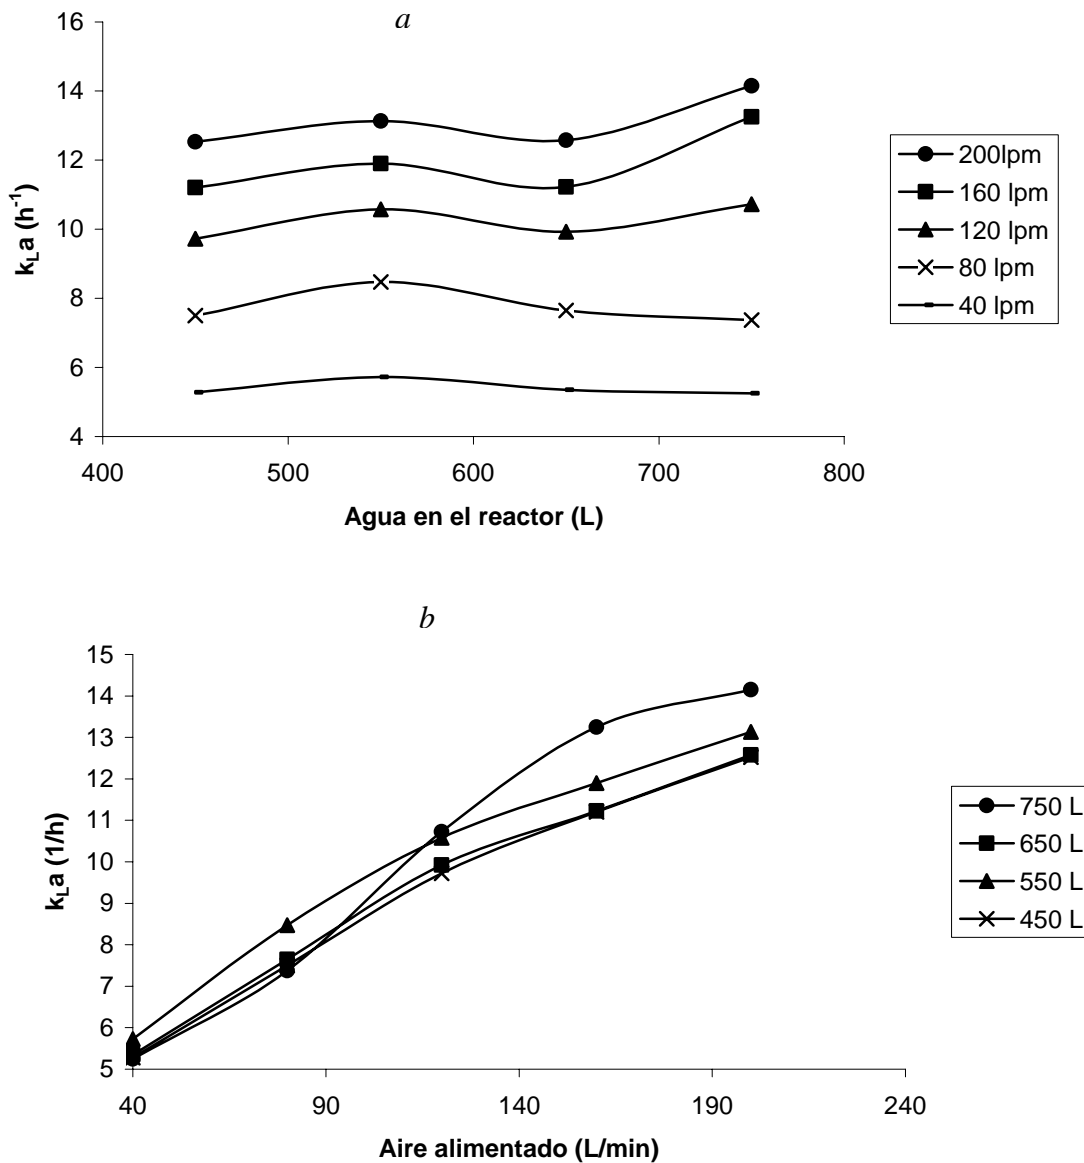 a
16
14
12
10
8
6
4
k_L a (h^-1)
400 500 600 700 800
Agua en el reactor (L)
200lpm
160 lpm
120 lpm
80 lpm
40 lpm
b
15
14
13
12
11
10
9
8
7
6
5
k_L a (1/h)
40 90 140 190 240
Aire alimentado (L/min)
750 L
650 L
550 L
450 L